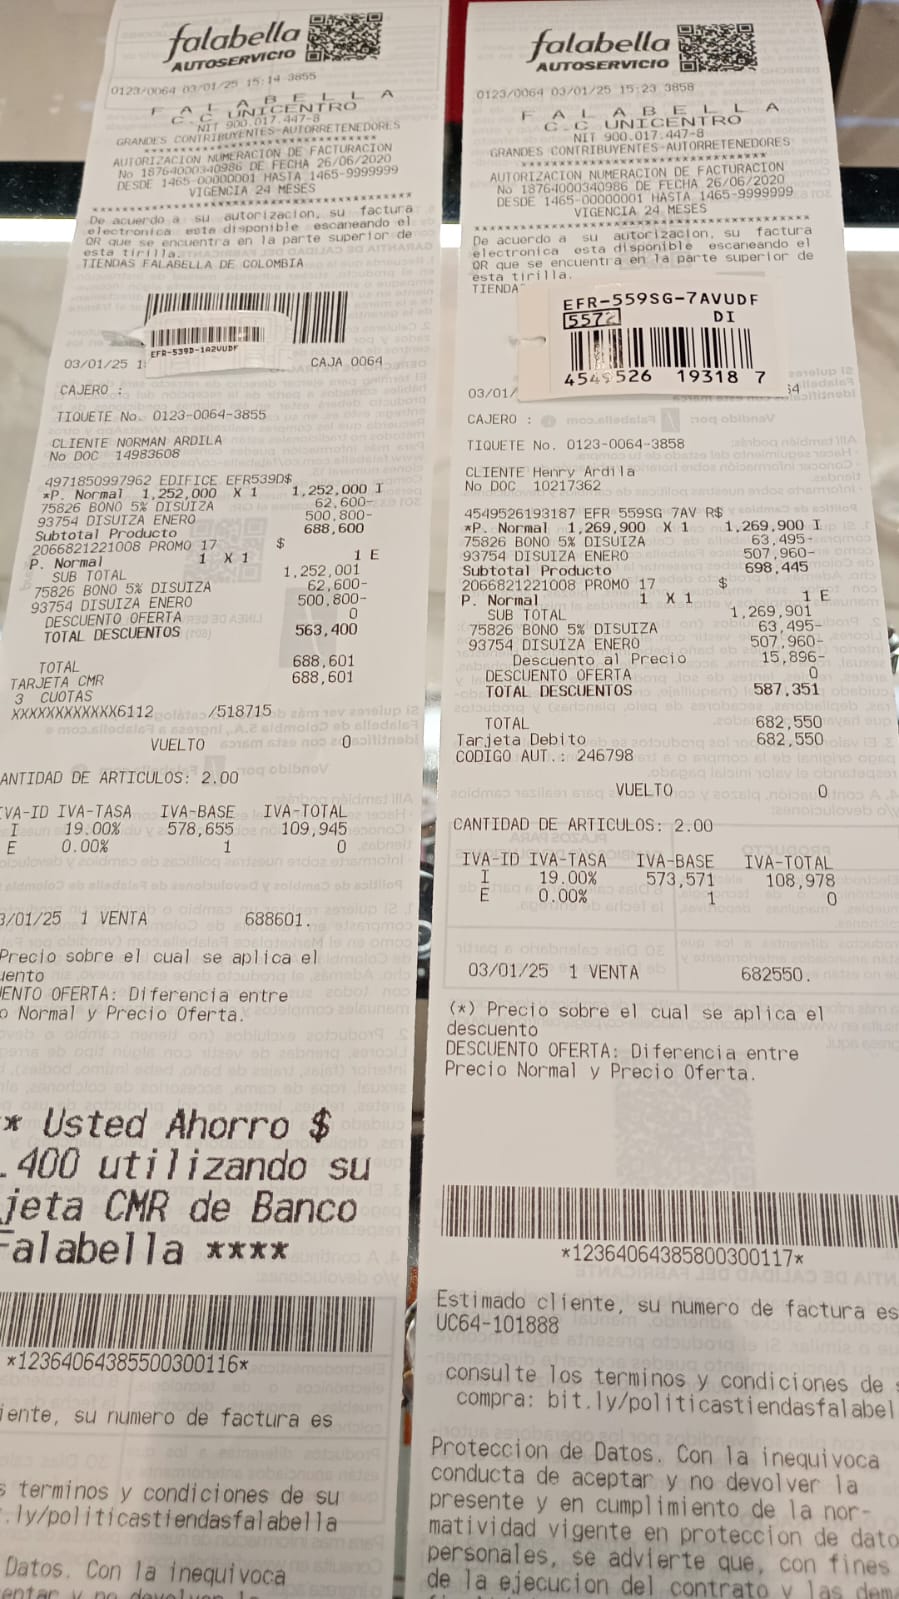 falabella
AUTOSERVICIO
0123/0064 03/01/25 15:14 3855
F A L A B E L L A
C.C UNICENTRO
NIT 900.017.447-8
GRANDES CONTRIBUYENTES-AUTORRETENEDORES
AUTORIZACION NUMERACION DE FACTURACION
No 18764000340986 DE FECHA 26/06/2020
DESDE 1465-00000001 HASTA 1465-9999999
VIGENCIA 24 MESES
De acuerdo a su autorizacion, su factura
electronica esta disponible escaneando el
QR que se encuentra en la parte superior de
esta tirilla.
TIENDAS FALABELLA DE COLOMBIA
EFR-539D-1A2VUDF
03/01/25 1 CAJA 0064
CAJERO :
TIQUETE No. 0123-0064-3855
CLIENTE NORMAN ARDILA
No DOC 14983608
4971850997962 EDIFICE EFR539D$
*P. Normal 1,252,000 X 1 1,252,000 I
75826 BONO 5% DISUIZA 62,600-
93754 DISUIZA ENERO 500,800-
Subtotal Producto 688,600
2066821221008 PROMO 17 $
P. Normal 1 X 1 1 E
SUB TOTAL 1,252,001
75826 BONO 5% DISUIZA 62,600-
93754 DISUIZA ENERO 500,800-
DESCUENTO OFERTA 0
TOTAL DESCUENTOS 563,400
TOTAL 688,601
TARJETA CMR 688,601
3 CUOTAS
XXXXXXXXXXXX6112 /518715
VUELTO 0
ANTIDAD DE ARTICULOS: 2.00
IVA-ID IVA-TASA IVA-BASE IVA-TOTAL
I 19.00% 578,655 109,945
E 0.00% 1 0
3/01/25 1 VENTA 688601.
Precio sobre el cual se aplica el
uento
ENTO OFERTA: Diferencia entre
o Normal y Precio Oferta.
* Usted Ahorro $
.400 utilizando su
jeta CMR de Banco
Falabella ****
*12364064385500300116*
iente, su numero de factura es
s terminos y condiciones de su
.ly/politicastiendasfalabella
Datos. Con la inequivoca
falabella
AUTOSERVICIO
0123/0064 03/01/25 15:23 3858
F A L A B E L L A
C.C UNICENTRO
NIT 900.017.447-8
GRANDES CONTRIBUYENTES-AUTORRETENEDORES
AUTORIZACION NUMERACION DE FACTURACION
No 18764000340986 DE FECHA 26/06/2020
DESDE 1465-00000001 HASTA 1465-9999999
VIGENCIA 24 MESES
De acuerdo a su autorizacion, su factura
electronica esta disponible escaneando el
QR que se encuentra en la parte superior de
esta tirilla.
TIENDA
EFR-559SG-7AVUDF
5572 DI
4549526 19318 7
03/01/ 64
CAJERO :
TIQUETE No. 0123-0064-3858
CLIENTE Henry Ardila
No DOC 10217362
4549526193187 EFR 559SG 7AV R$
*P. Normal 1,269,900 X 1 1,269,900 I
75826 BONO 5% DISUIZA 63,495-
93754 DISUIZA ENERO 507,960-
Subtotal Producto 698,445
2066821221008 PROMO 17 $
P. Normal 1 X 1 1 E
SUB TOTAL 1,269,901
75826 BONO 5% DISUIZA 63,495-
93754 DISUIZA ENERO 507,960-
Descuento al Precio 15,896-
DESCUENTO OFERTA 0
TOTAL DESCUENTOS 587,351
TOTAL 682,550
Tarjeta Debito 682,550
CODIGO AUT.: 246798
VUELTO 0
CANTIDAD DE ARTICULOS: 2.00
IVA-ID IVA-TASA IVA-BASE IVA-TOTAL
I 19.00% 573,571 108,978
E 0.00% 1 0
03/01/25 1 VENTA 682550.
(*) Precio sobre el cual se aplica el
descuento
DESCUENTO OFERTA: Diferencia entre
Precio Normal y Precio Oferta.
*12364064385800300117*
Estimado cliente, su numero de factura es
UC64-101888
consulte los terminos y condiciones de
compra: bit.ly/politicastiendasfalabel
Proteccion de Datos. Con la inequivoca
conducta de aceptar y no devolver la
presente y en cumplimiento de la nor-
matividad vigente en proteccion de dato
personales, se advierte que, con fines
de la ejecucion del contrato y las dem